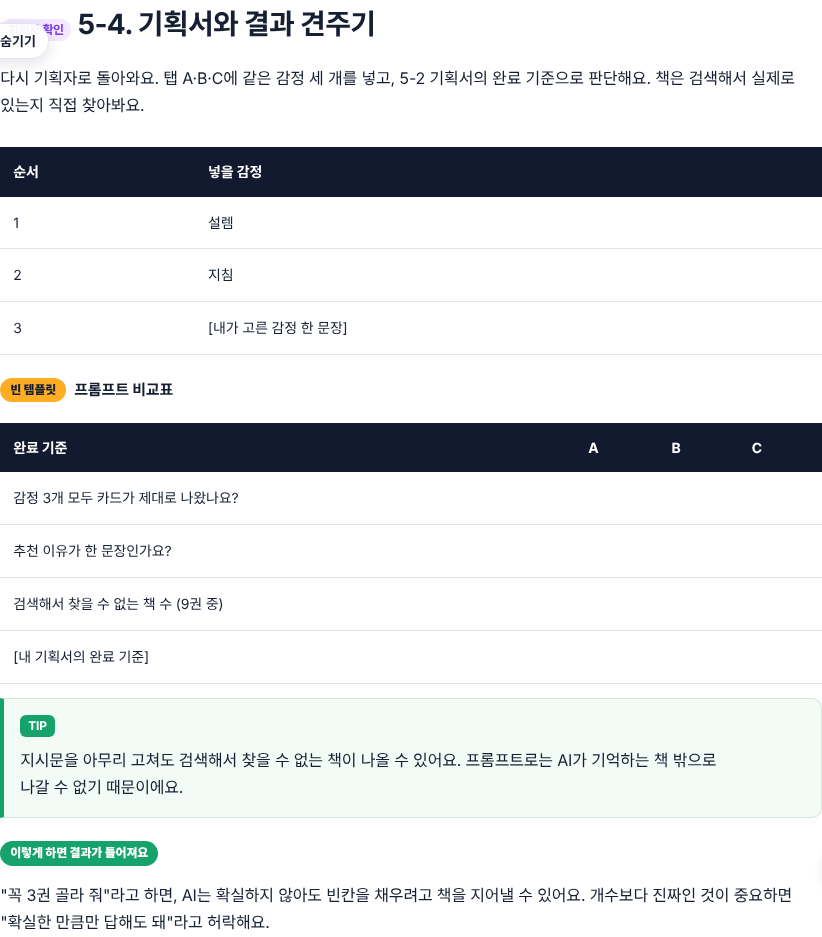 확인 5-4. 기획서와 결과 견주기
숨기기
다시 기획자로 돌아와요. 탭 A·B·C에 같은 감정 세 개를 넣고, 5-2 기획서의 완료 기준으로 판단해요. 책은 검색해서 실제로
있는지 직접 찾아봐요.
순서 넣을 감정
1 설렘
2 지침
3 [내가 고른 감정 한 문장]
빈 템플릿 프롬프트 비교표
완료 기준 A B C
감정 3개 모두 카드가 제대로 나왔나요?
추천 이유가 한 문장인가요?
검색해서 찾을 수 없는 책 수 (9권 중)
[내 기획서의 완료 기준]
TIP
지시문을 아무리 고쳐도 검색해서 찾을 수 없는 책이 나올 수 있어요. 프롬프트로는 AI가 기억하는 책 밖으로
나갈 수 없기 때문이에요.
이렇게 하면 결과가 틀어져요
"꼭 3권 골라 줘"라고 하면, AI는 확실하지 않아도 빈칸을 채우려고 책을 지어낼 수 있어요. 개수보다 진짜인 것이 중요하면
"확실한 만큼만 답해도 돼"라고 허락해요.